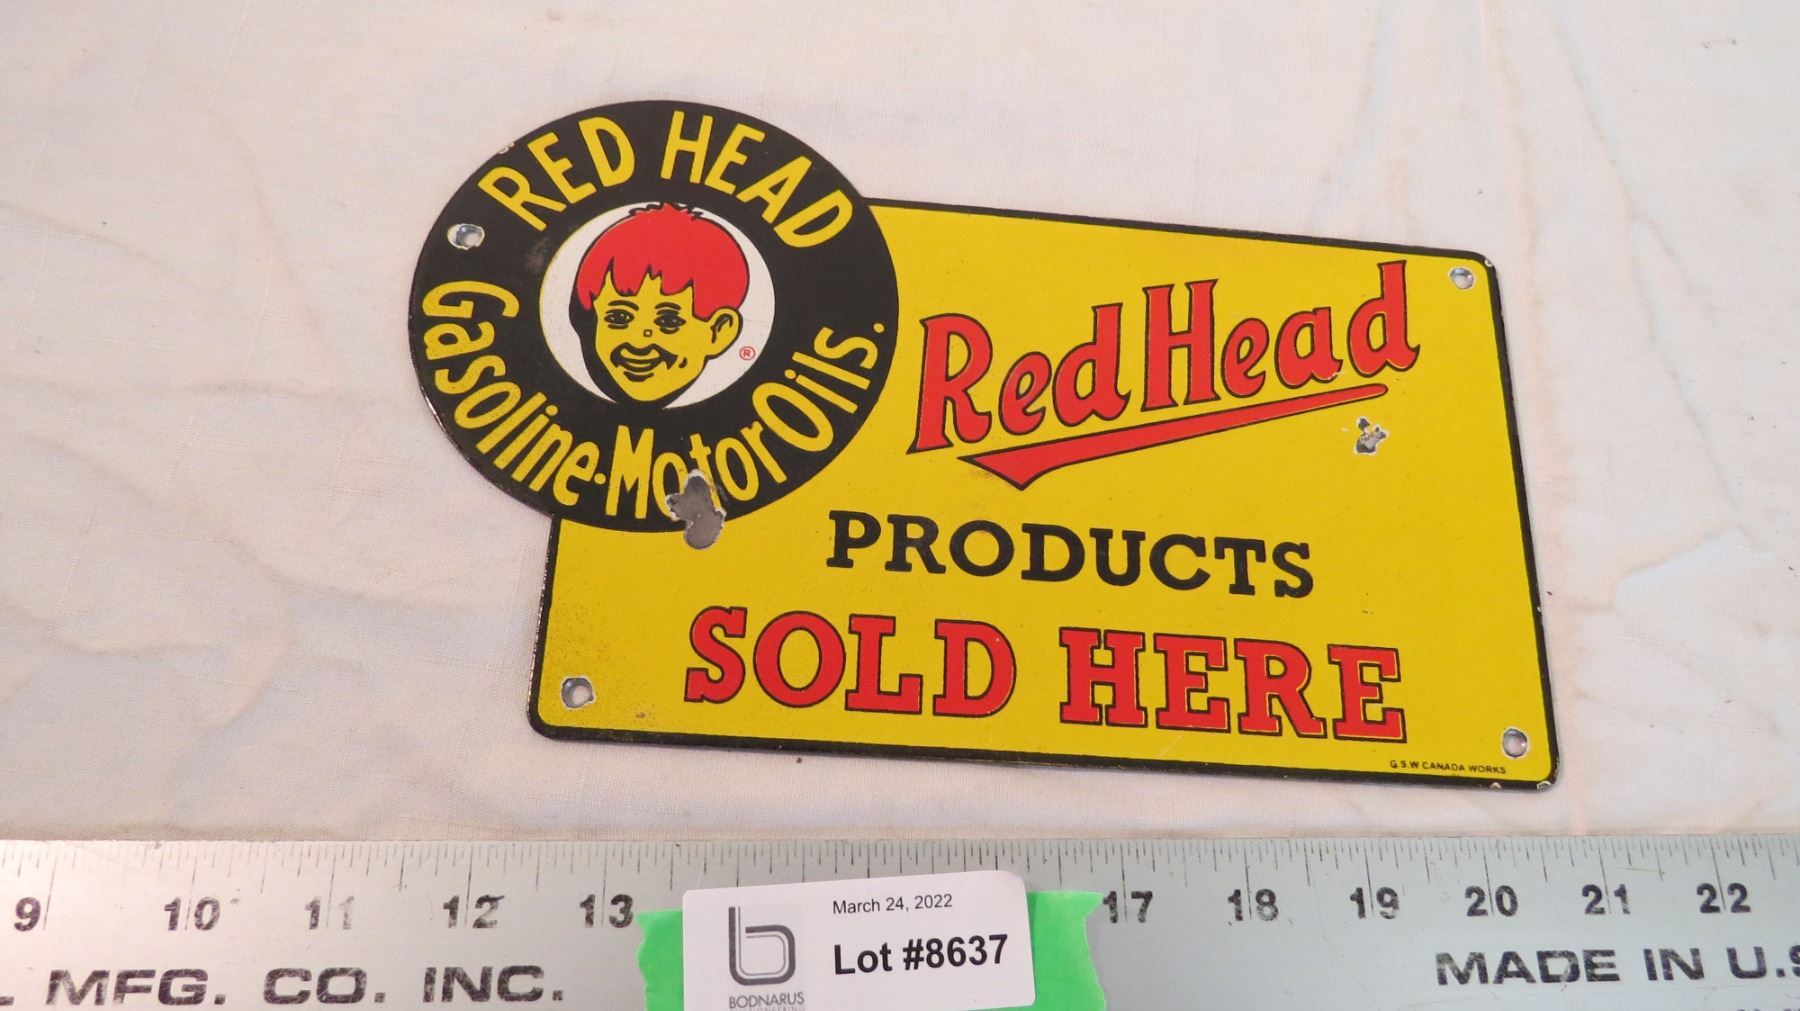 RED HEAD
Gasoline-Motor Oils.
®
Red Head
PRODUCTS
SOLD HERE
G.S.W CANADA WORKS
9 10 11 12 13 17 18 19 20 21 22
MFG. CO. INC.
MADE IN U.S
March 24, 2022
Lot #8637
b
BODNARUS